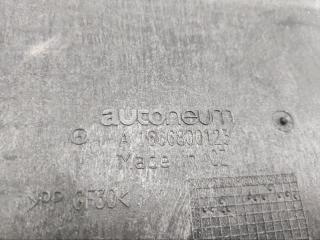 autoneum
A 1666800123
Made in CZ
>PP GF30<